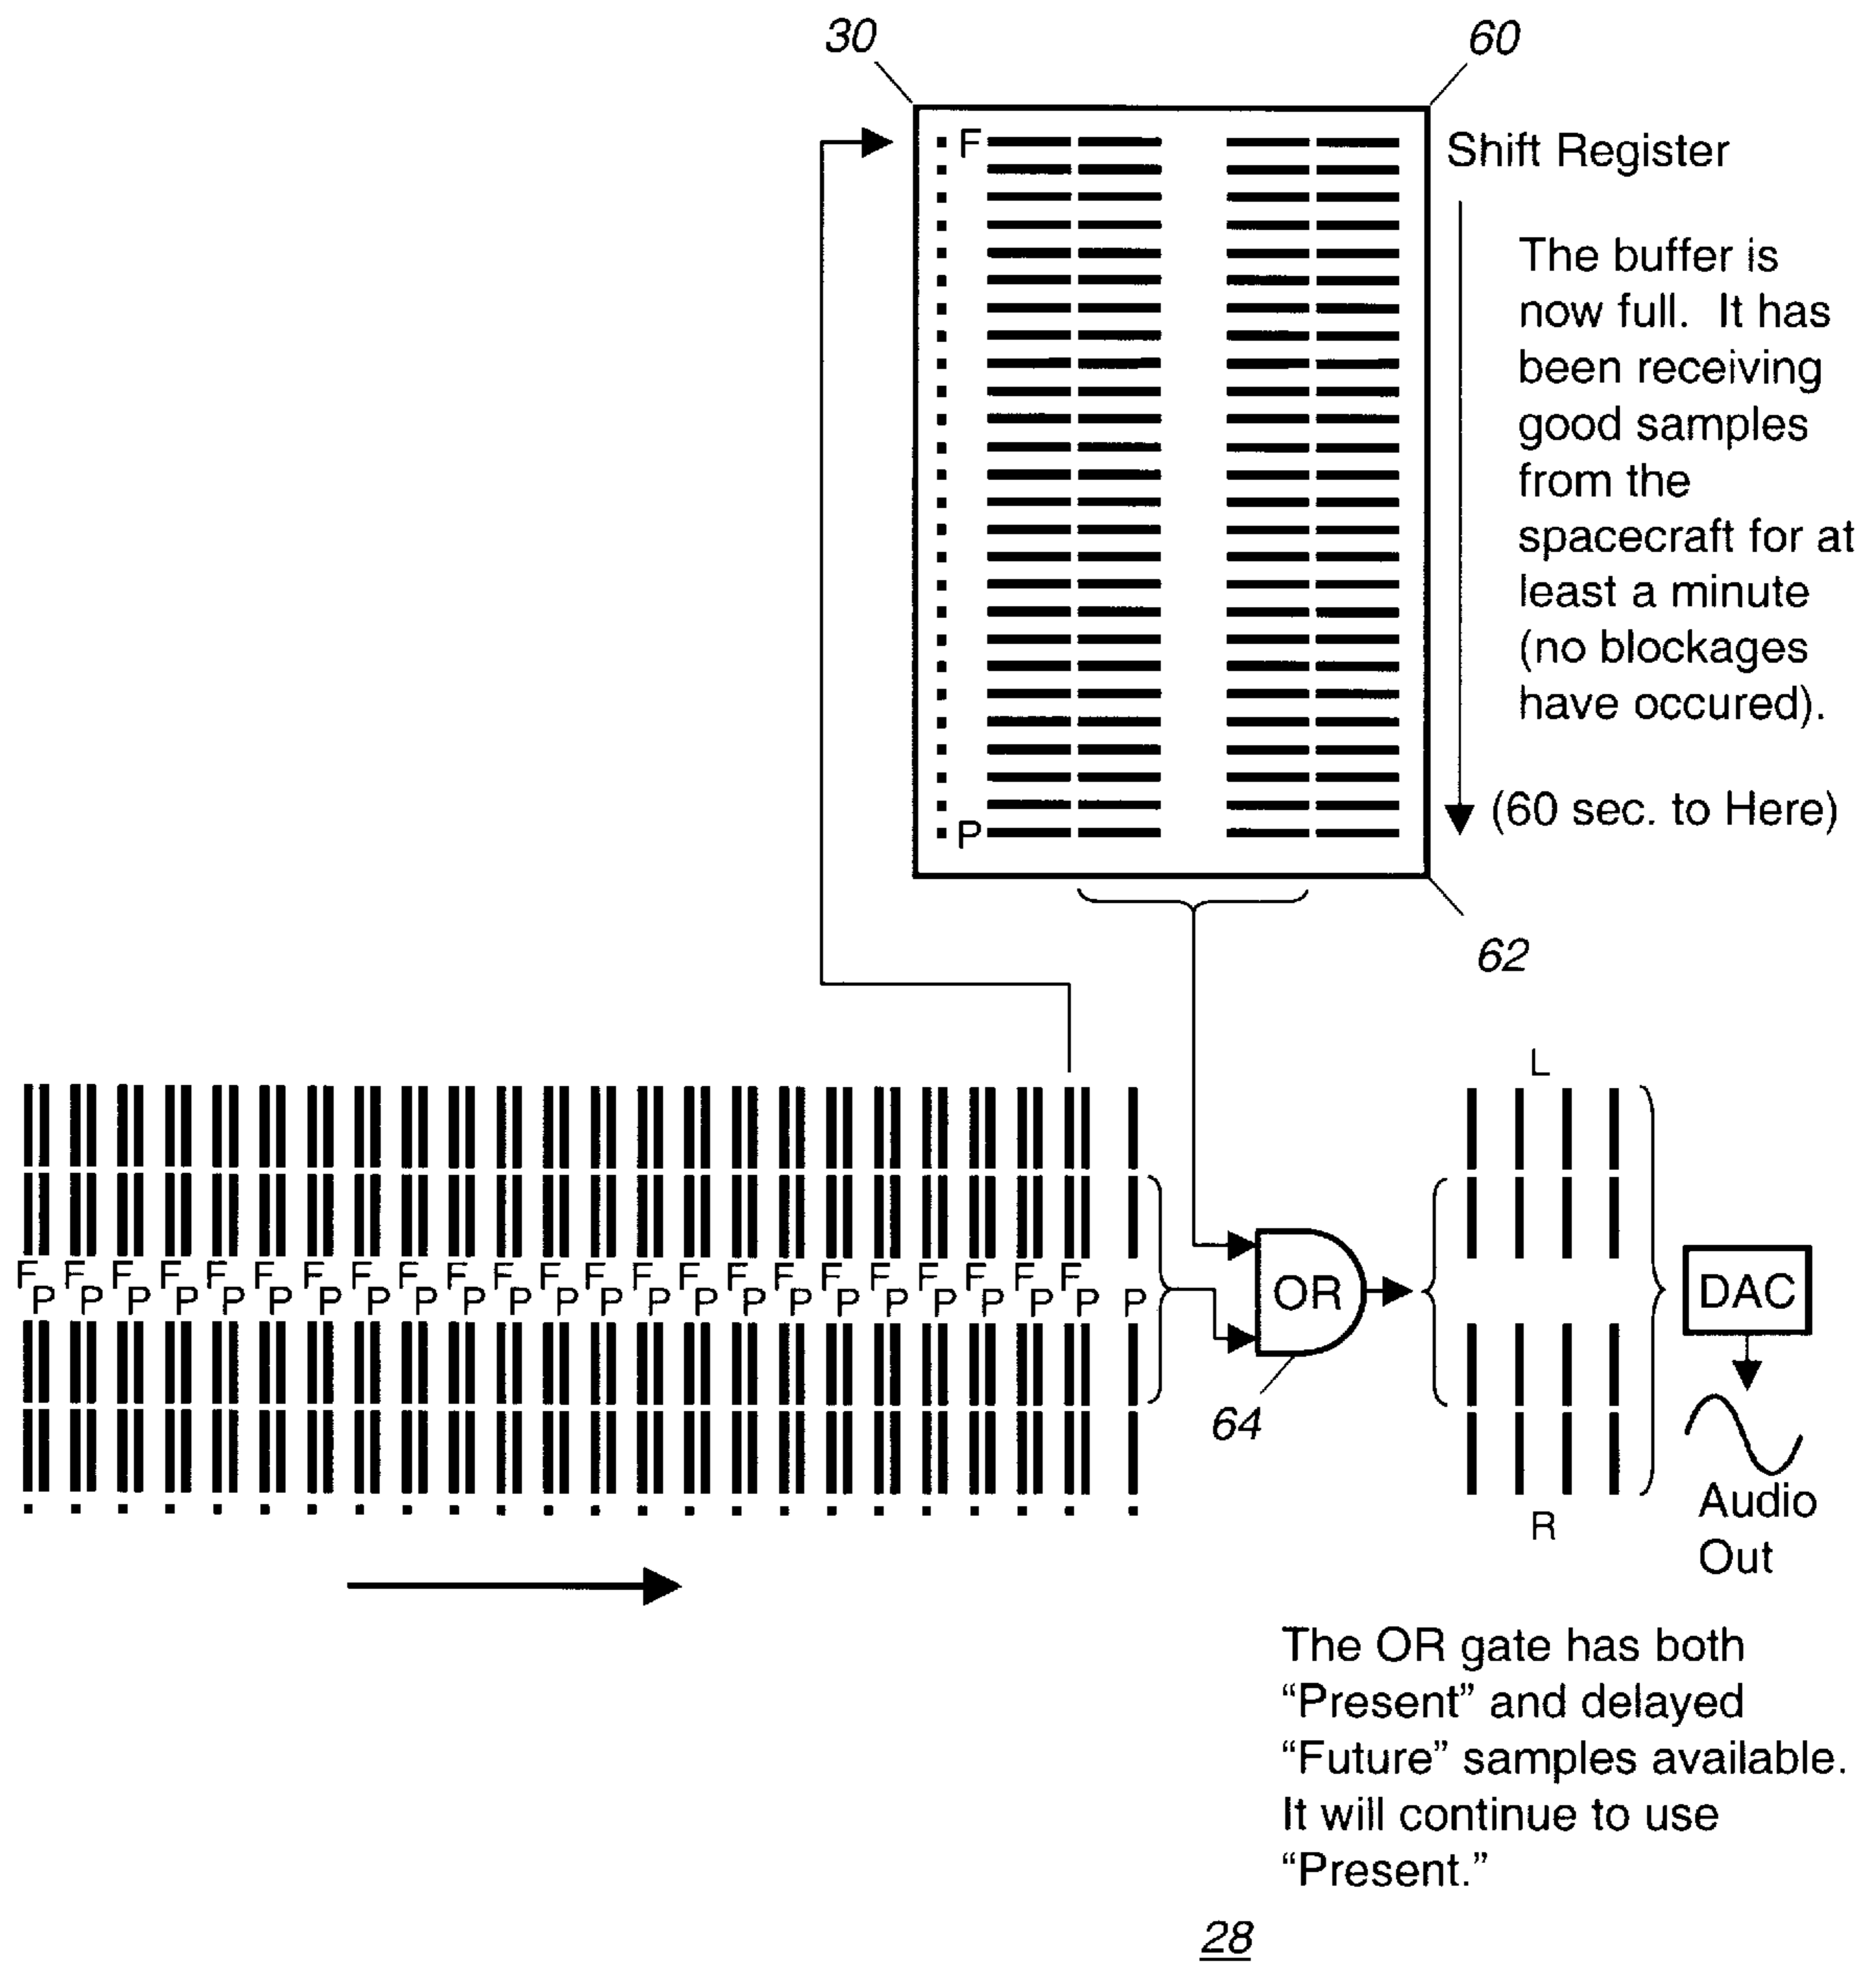 30
60
F
Shift Register
The buffer is
now full. It has
been receiving
good samples
from the
spacecraft for at
least a minute
(no blockages
have occured).
(60 sec. to Here)
P
62
L
F F F F F F F F F F F F F F F F F F F F F F F
P P P P P P P P P P P P P P P P P P P P P P P P
OR
DAC
64
Audio
Out
R
The OR gate has both
“Present” and delayed
“Future” samples available.
It will continue to use
“Present.”
28